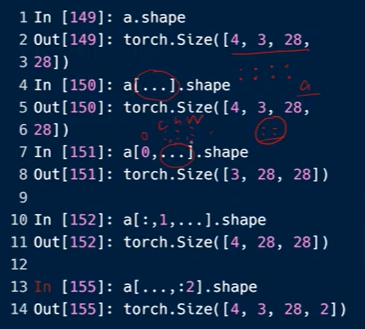 1 In [149]: a.shape
2 Out[149]: torch.Size([4, 3, 28,
3 28])
4 In [150]: a[...].shape
5 Out[150]: torch.Size([4, 3, 28,
6 28])
7 In [151]: a[0,...].shape
8 Out[151]: torch.Size([3, 28, 28])
9
10 In [152]: a[:,1,...].shape
11 Out[152]: torch.Size([4, 28, 28])
12
13 In [155]: a[...,:2].shape
14 Out[155]: torch.Size([4, 3, 28, 2])